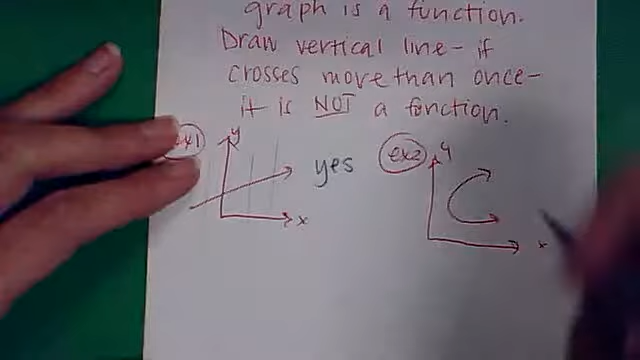 graph is a function.
Draw vertical line - if
crosses more than once -
it is NOT a function.
ex1
y
yes
x
ex2
y
x